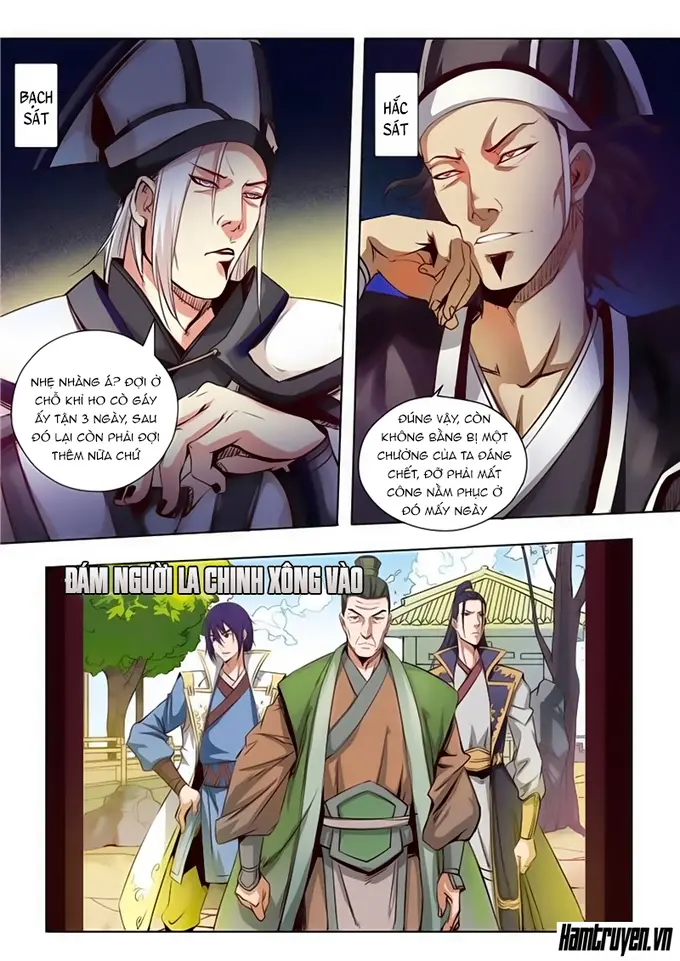 BẠCH
SÁT
HẮC
SÁT
NHẸ NHÀNG Á? ĐỢI Ở
CHỖ KHỈ HO CÒ GÁY
ẤY TẬN 3 NGÀY, SAU
ĐÓ LẠI CÒN PHẢI ĐỢI
THÊM NỮA CHỨ
ĐÚNG VẬY, CÒN
KHÔNG BẰNG BỊ MỘT
CHƯỞNG CỦA TA ĐÁNG
CHẾT, ĐỠ PHẢI MẤT
CÔNG NẰM PHỤC Ở
ĐÓ MẤY NGÀY
ĐÁM NGƯỜI LA CHINH XÔNG VÀO
Hamtruyen.vn